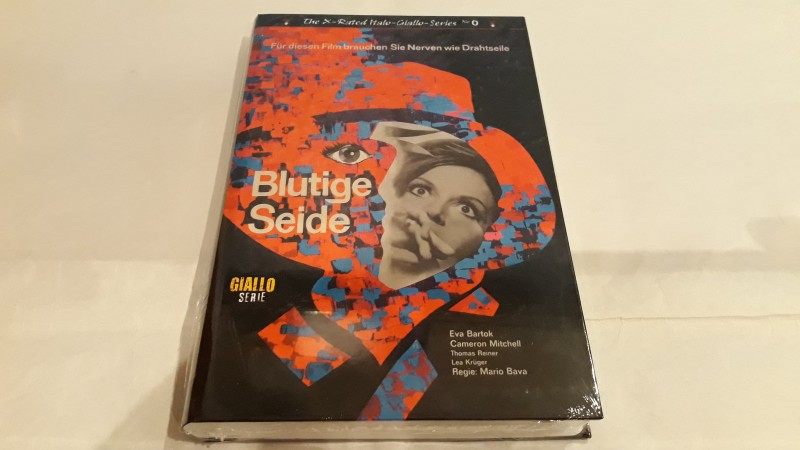 The X-Rated Italo-Giallo-Series Nr. 0
Für diesen Film brauchen Sie Nerven wie Drahtseile
Blutige
Seide
GIALLO
SERIE
Eva Bartok
Cameron Mitchell
Thomas Reiner
Lea Krüger
Regie: Mario Bava